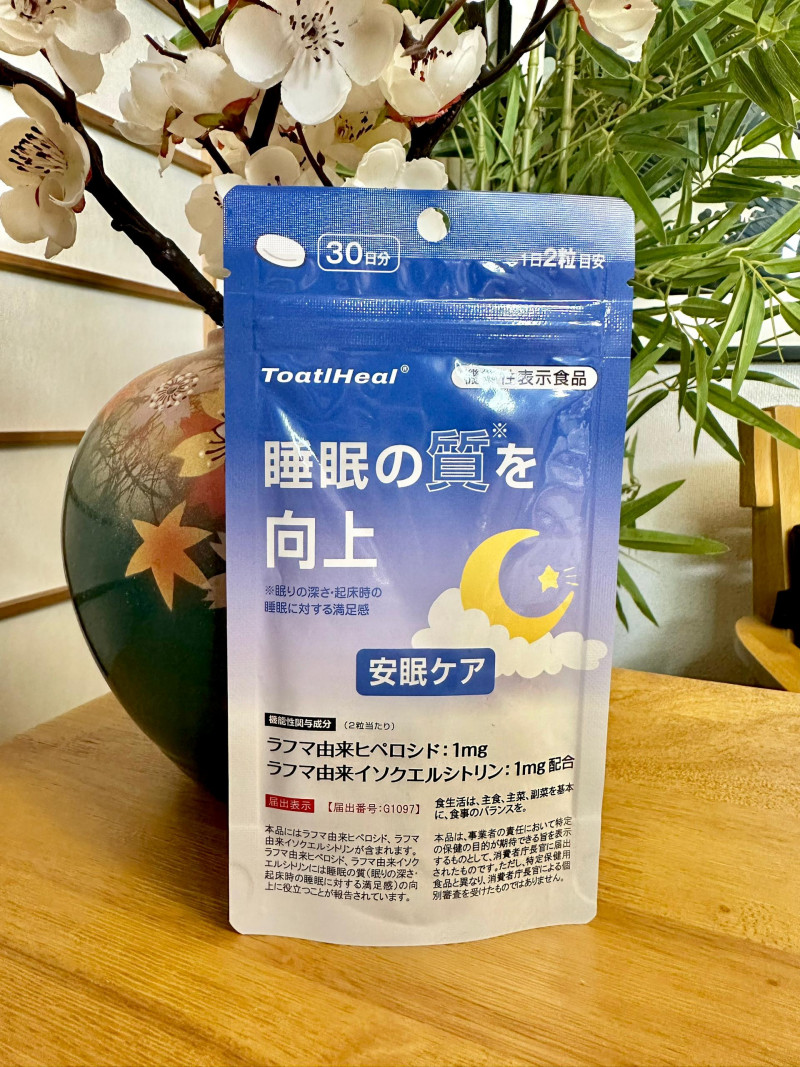 30日分
1日2粒目安
ToatlHeal®
機能性表示食品
睡眠の質※を
向上
※眠りの深さ・起床時の
睡眠に対する満足感
安眠ケア
機能性関与成分 (2粒当たり)
ラフマ由来ヒペロシド:1mg
ラフマ由来イソクエルシトリン:1mg配合
届出表示 【届出番号:G1097】
本品にはラフマ由来ヒペロシド、ラフマ
由来イソクエルシトリンが含まれます。
ラフマ由来ヒペロシド、ラフマ由来イソク
エルシトリンには睡眠の質(眠りの深さ・
起床時の睡眠に対する満足感)の向
上に役立つことが報告されています。
食生活は、主食、主菜、副菜を基本
に、食事のバランスを。
本品は、事業者の責任において特定
の保健の目的が期待できる旨を表示
するものとして、消費者庁長官に届出
されたものです。ただし、特定保健用
食品と異なり、消費者庁長官による個
別審査を受けたものではありません。